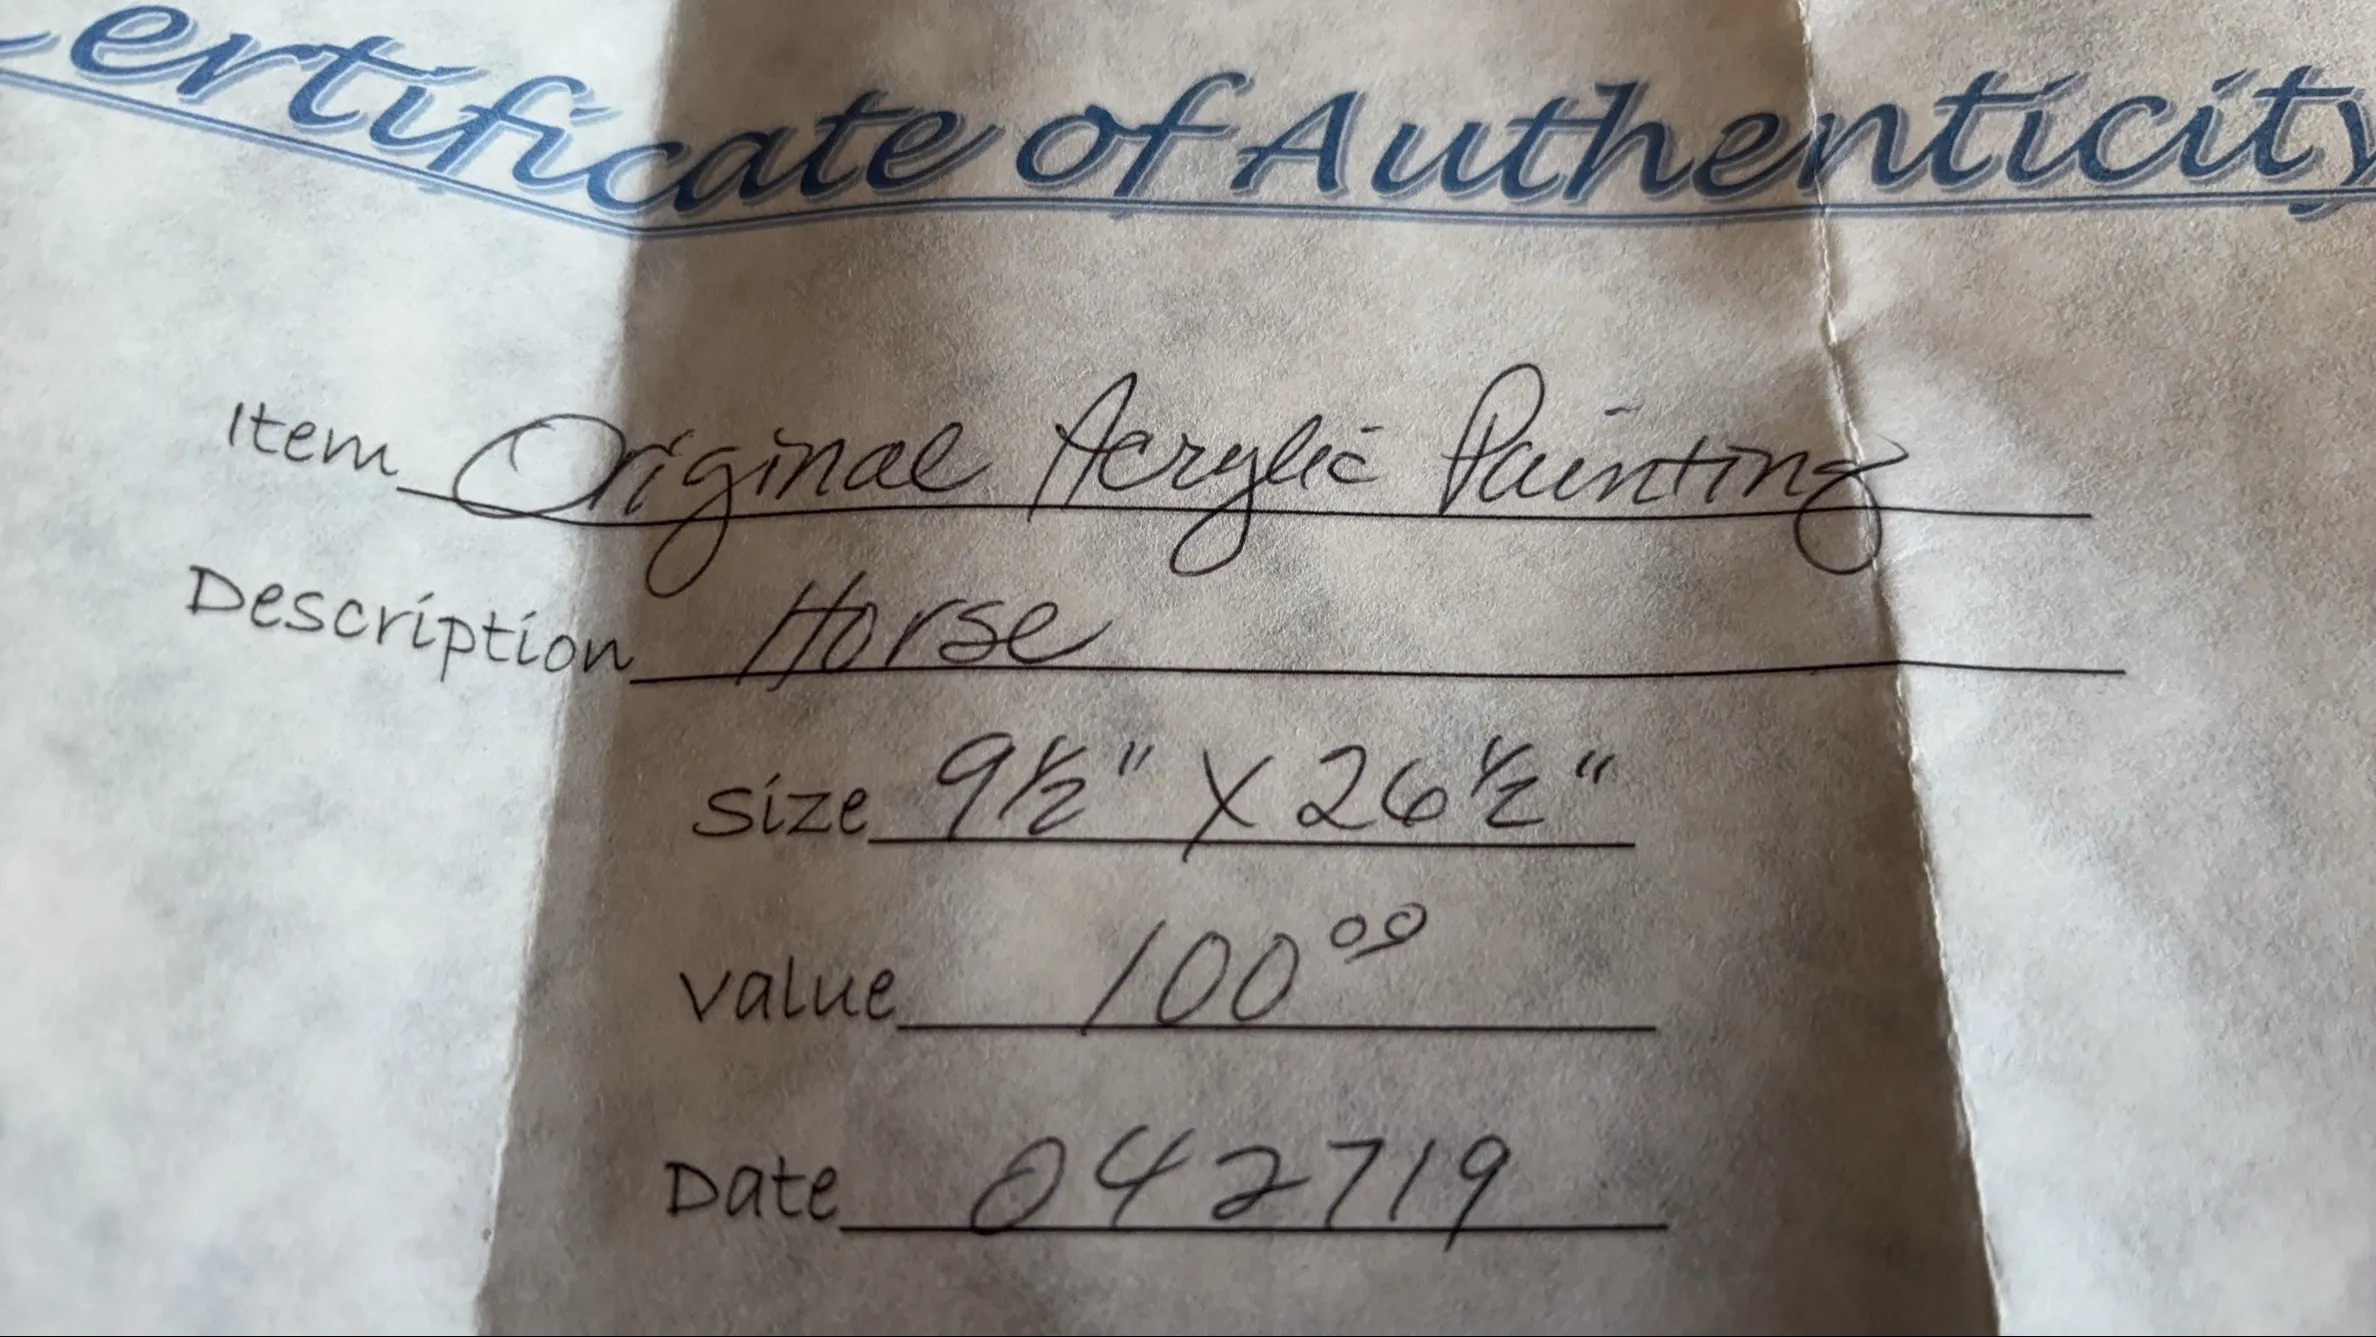 ertificate of Authenticity
Item Original Acrylic Painting
Description Horse
Size 9½" X 26½"
Value 100⁰⁰
Date 042719